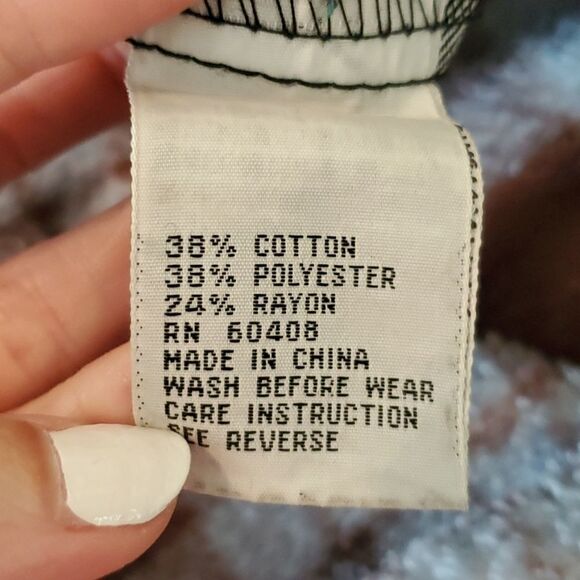 38% COTTON
38% POLYESTER
24% RAYON
RN 60408
MADE IN CHINA
WASH BEFORE WEAR
CARE INSTRUCTION
SEE REVERSE